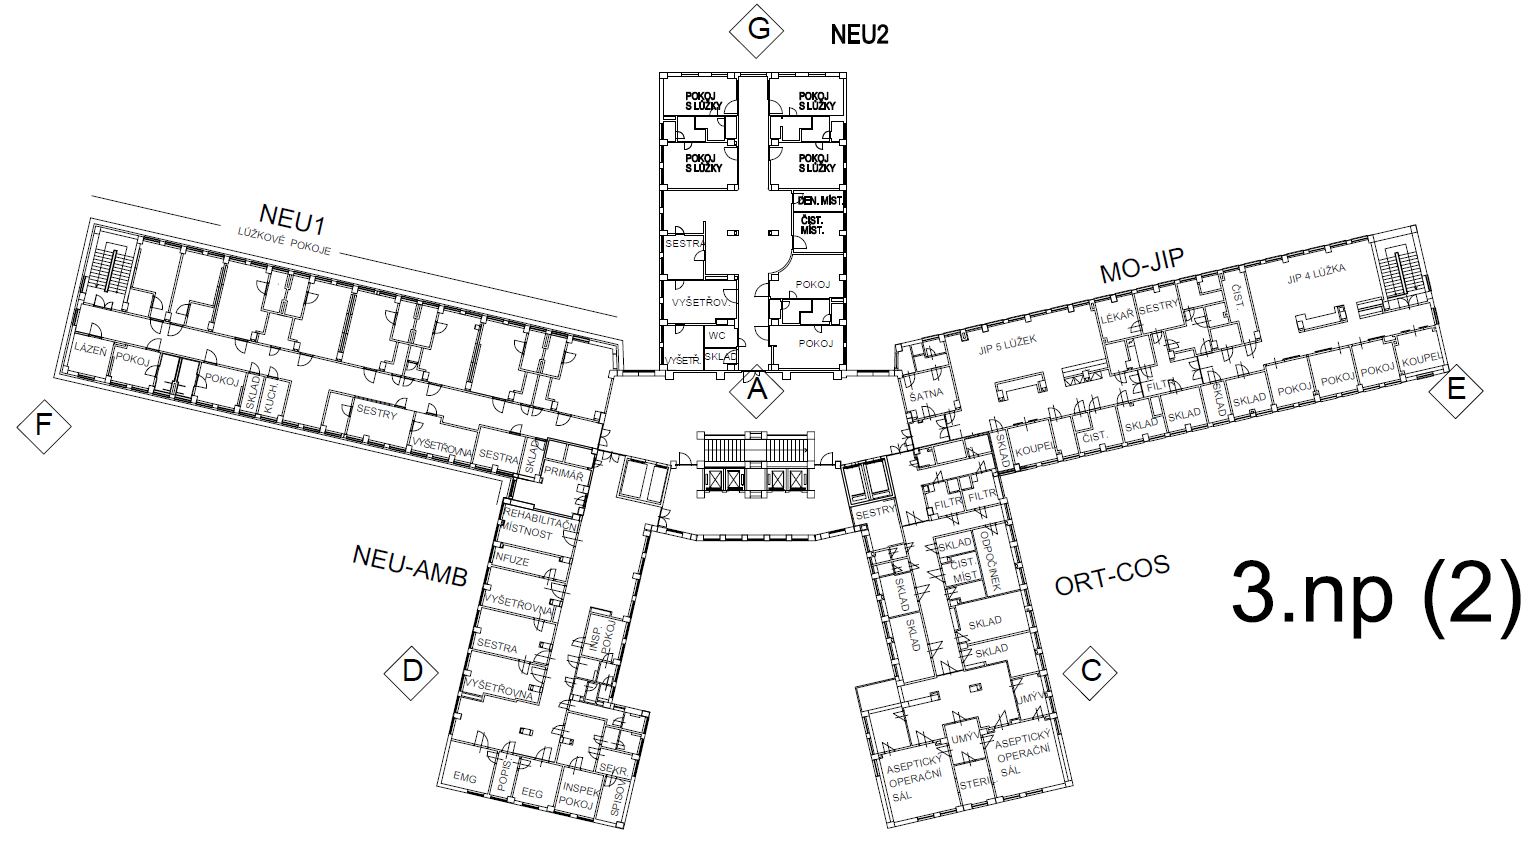 G
NEU2
POKOJ
S LŮŽKY
POKOJ
S LŮŽKY
POKOJ
S LŮŽKY
POKOJ
S LŮŽKY
DEN. MÍST.
ČIST.
MÍST.
SESTRA
POKOJ
VYŠETŘOV.
WC
SKLAD
VYŠETŘ.
POKOJ
A
NEU1
LŮŽKOVÉ POKOJE
LÁZEŇ
POKOJ
POKOJ
SKLAD
KUCH.
SESTRY
VYŠETŘOVNA
SESTRA
SKLAD
PRIMÁŘ
F
MO-JIP
JIP 4 LŮŽKA
ČIST.
SESTRY
LÉKAŘ
JIP 5 LŮŽEK
ŠATNA
FILTR
KOUPEL
POKOJ
POKOJ
POKOJ
SKLAD
SKLAD
SKLAD
SKLAD
ČIST.
KOUPEL
SKLAD
E
NEU-AMB
REHABILITAČNÍ
MÍSTNOST
NFUZE
VYŠETŘOVNA
SESTRA
VYŠETŘOVNA
INSP.
POKOJ
D
EMG
POPIS.
EEG
INSPEK
POKOJ
SEKR.
SPISOV
ORT-COS
SESTRY
FILTR
FILTR
SKLAD
ČIST.
MÍST.
ODPOČINEK
SKLAD
SKLAD
SKLAD
SKLAD
UMÝV
UMÝV
ASEPTICKÝ
OPERAČNÍ
SÁL
STERIL.
ASEPTICKÝ
OPERAČNÍ
SÁL
C
3.np (2)